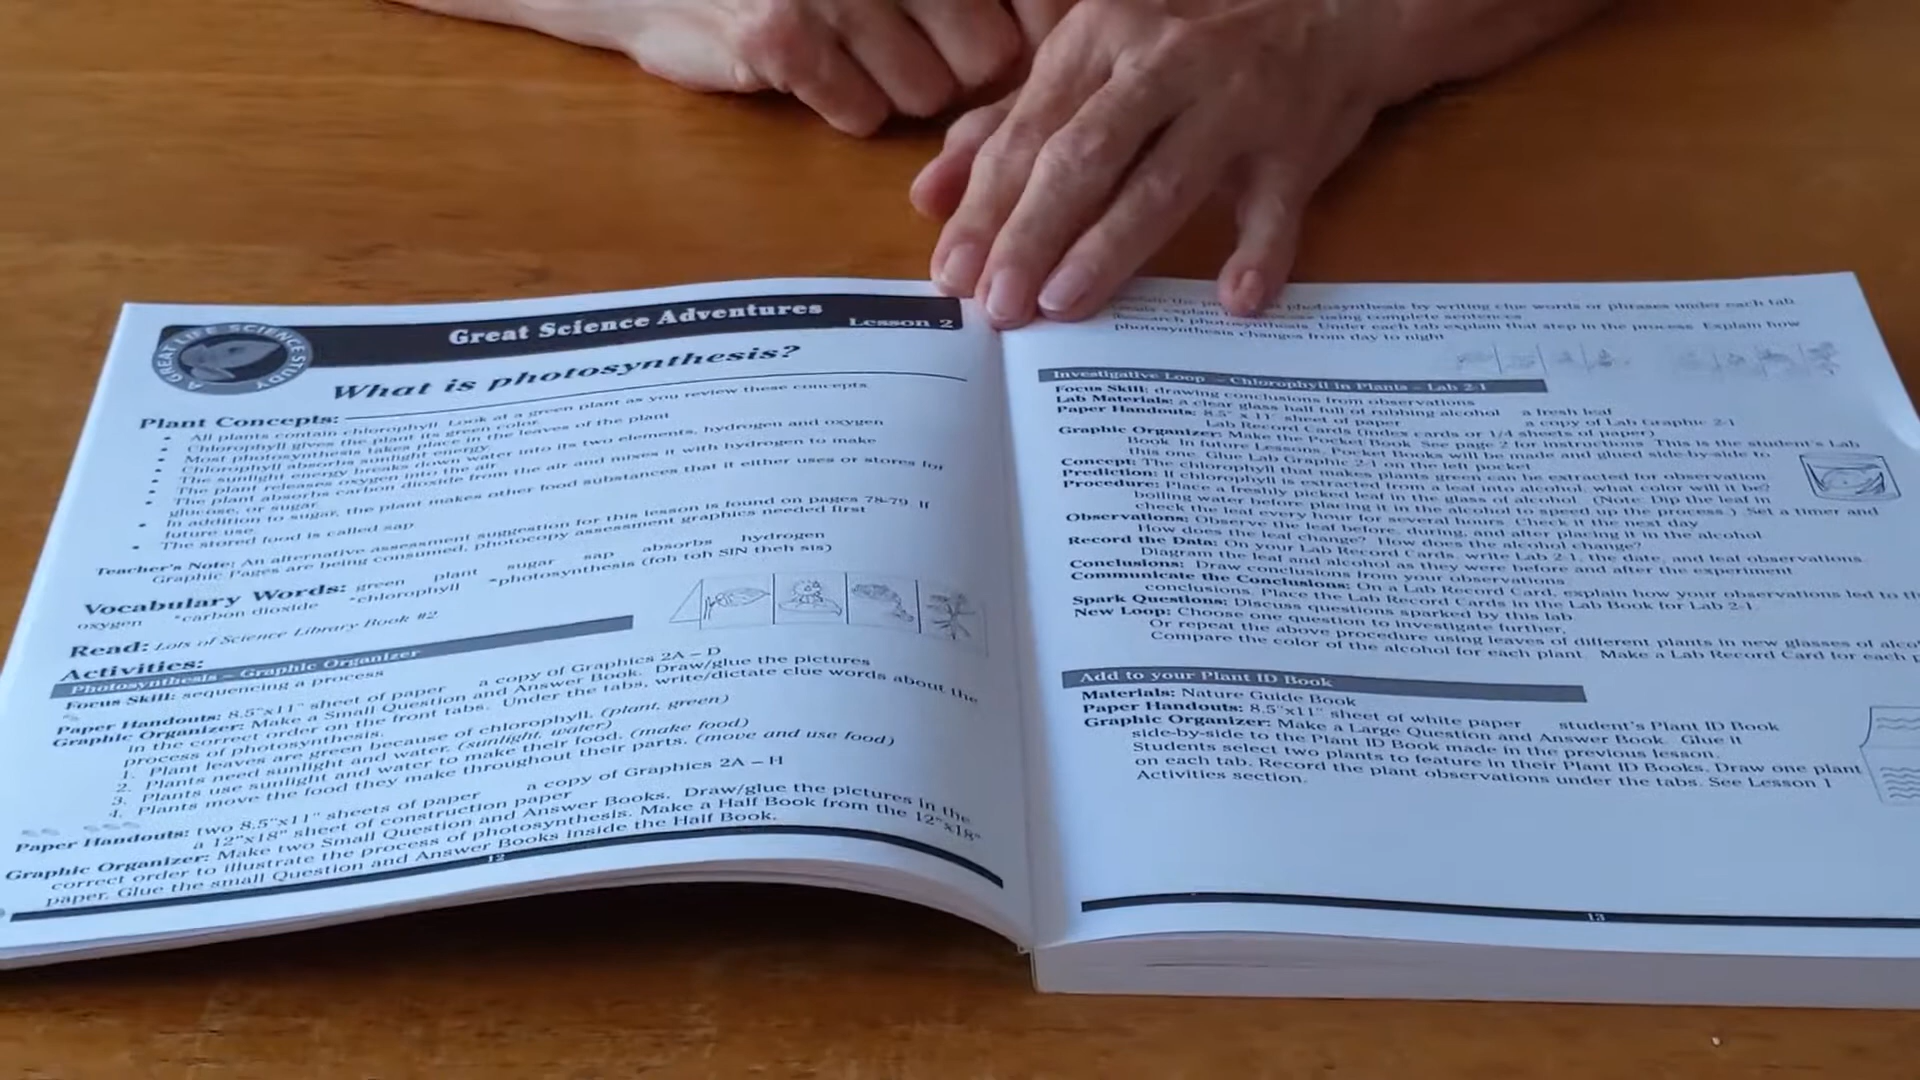 A GREAT LIFE SCIENCE STUDY
Great Science Adventures
Lesson 2
What is photosynthesis?
Plant Concepts:
• All plants contain chlorophyll Look at a green plant as you review these concepts
• Chlorophyll gives the plant its green color
• Most photosynthesis takes place in the leaves of the plant
• Chlorophyll absorbs sunlight energy
• The sunlight energy breaks down water into its two elements, hydrogen and oxygen
• The plant releases oxygen into the air
• The plant absorbs carbon dioxide from the air and mixes it with hydrogen to make
glucose, or sugar
• In addition to sugar, the plant makes other food substances that it either uses or stores for
future use
• The stored food is called sap
Teacher's Note: An alternative assessment suggestion for this lesson is found on pages 78-79 If
Graphic Pages are being consumed, photocopy assessment graphics needed first
Vocabulary Words: green plant sugar sap absorbs hydrogen
oxygen *carbon dioxide *chlorophyll *photosynthesis (foh toh SIN theh sis)
Read: Lots of Science Library Book #2
Activities:
Photosynthesis – Graphic Organizer
Focus Skill: sequencing a process
Paper Handouts: 8.5"x11" sheet of paper a copy of Graphics 2A – D
Graphic Organizer: Make a Small Question and Answer Book. Draw/glue the pictures
in the correct order on the front tabs. Under the tabs, write/dictate clue words about the
process of photosynthesis.
1. Plant leaves are green because of chlorophyll. (plant, green)
2. Plants need sunlight and water. (sunlight, water)
3. Plants use sunlight and water to make their food. (make food)
4. Plants move the food they make throughout their parts. (move and use food)
Paper Handouts: two 8.5"x11" sheets of paper a copy of Graphics 2A – H
a 12"x18" sheet of construction paper
Graphic Organizer: Make two Small Question and Answer Books. Draw/glue the pictures in the
correct order to illustrate the process of photosynthesis. Make a Half Book from the 12"x18"
paper. Glue the small Question and Answer Books inside the Half Book.
12
photosynthesis by writing clue words or phrases under each tab
explain using complete sentences
photosynthesis. Under each tab explain that step in the process Explain how
photosynthesis changes from day to night
Investigative Loop – Chlorophyll in Plants – Lab 2-1
Focus Skill: drawing conclusions from observations
Lab Materials: a clear glass half full of rubbing alcohol a fresh leaf
Paper Handouts: 8.5" x 11" sheet of paper a copy of Lab Graphic 2-1
Lab Record Cards (index cards or 1/4 sheets of paper)
Graphic Organizer: Make the Pocket Book. See page 2 for instructions This is the student's Lab
Book In future Lessons, Pocket Books will be made and glued side-by-side to
this one. Glue Lab Graphic 2-1 on the left pocket
Concept: The chlorophyll that makes plants green can be extracted for observation
Prediction: If chlorophyll is extracted from a leaf into alcohol, what color will it be?
Procedure: Place a freshly picked leaf in the glass of alcohol (Note: Dip the leaf in
boiling water before placing it in the alcohol to speed up the process.) Set a timer and
check the leaf every hour for several hours Check it the next day
Observations: Observe the leaf before, during, and after placing it in the alcohol
How does the leaf change? How does the alcohol change?
Record the Data: On your Lab Record Cards, write Lab 2-1, the date, and leaf observations
Diagram the leaf and alcohol as they were before and after the experiment
Conclusions: Draw conclusions from your observations
Communicate the Conclusions: On a Lab Record Card, explain how your observations led to
conclusions. Place the Lab Record Cards in the Lab Book for Lab 2-1
Spark Questions: Discuss questions sparked by this lab
New Loop: Choose one question to investigate further,
Or repeat the above procedure using leaves of different plants in new glasses of
Compare the color of the alcohol for each plant Make a Lab Record Card for each
Add to your Plant ID Book
Materials: Nature Guide Book
Paper Handouts: 8.5"x11" sheet of white paper student's Plant ID Book
Graphic Organizer: Make a Large Question and Answer Book. Glue it
side-by-side to the Plant ID Book made in the previous lesson.
Students select two plants to feature in their Plant ID Books. Draw one plant
on each tab. Record the plant observations under the tabs. See Lesson 1
Activities section.
13